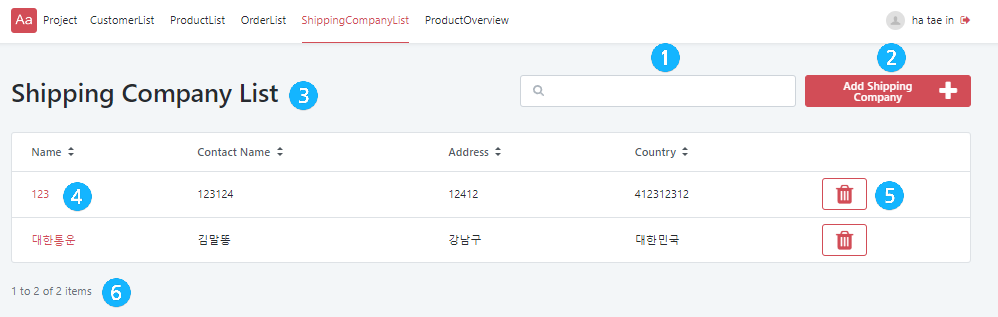 Aa Project CustomerList ProductList OrderList ShippingCompanyList ProductOverview ha tae in
1 2
Shipping Company List 3 Add Shipping Company
Name Contact Name Address Country
123 4 123124 12412 412312312 5
대한통운 김말똥 강남구 대한민국
1 to 2 of 2 items 6